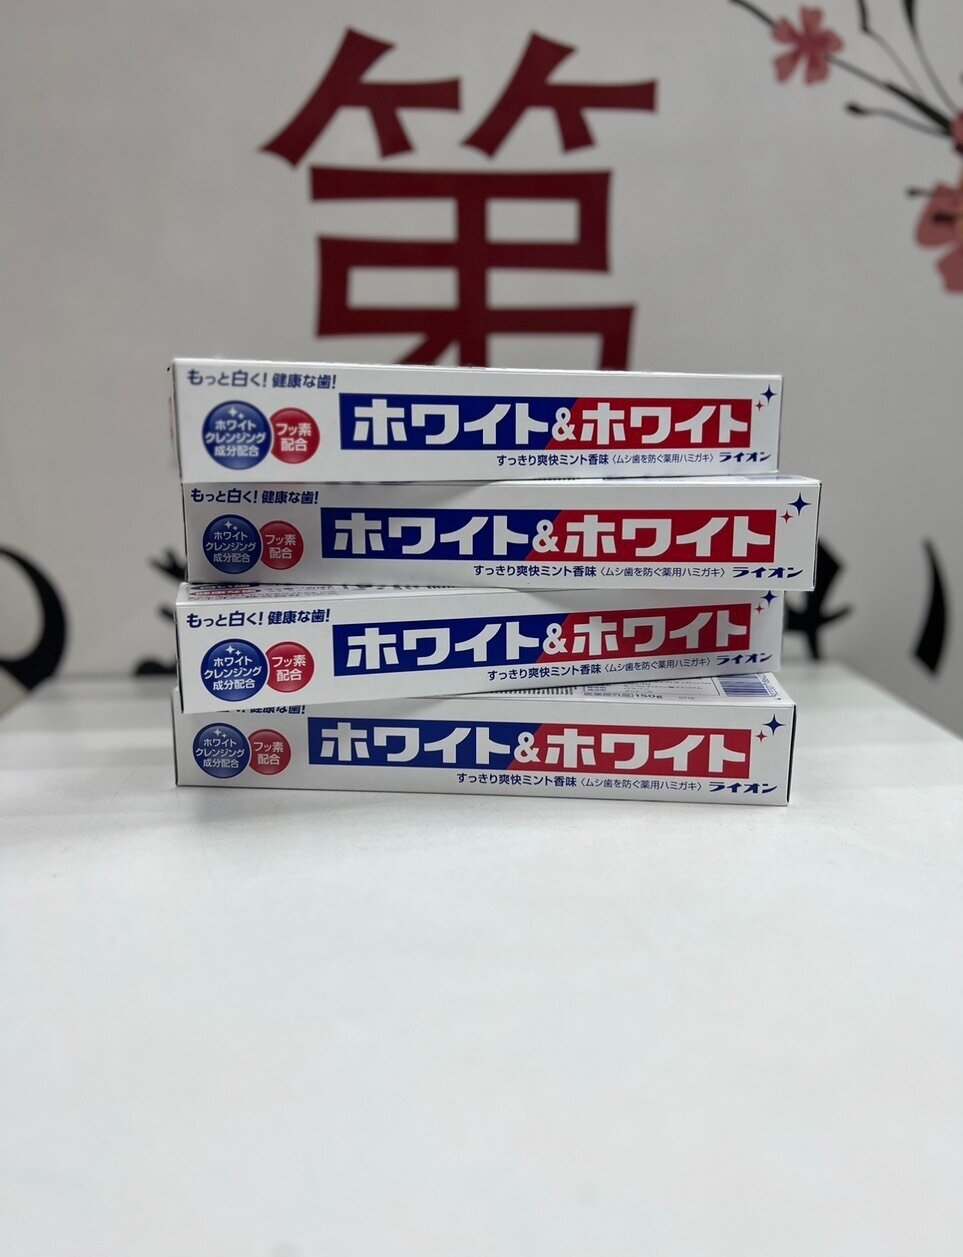 第
もっと白く！健康な歯！
ホワイト
クレンジング
成分配合
フッ素
配合
ホワイト&ホワイト
すっきり爽快ミント香味〈ムシ歯を防ぐ薬用ハミガキ〉ライオン
もっと白く！健康な歯！
ホワイト
クレンジング
成分配合
フッ素
配合
ホワイト&ホワイト
すっきり爽快ミント香味〈ムシ歯を防ぐ薬用ハミガキ〉ライオン
もっと白く！健康な歯！
ホワイト
クレンジング
成分配合
フッ素
配合
ホワイト&ホワイト
すっきり爽快ミント香味〈ムシ歯を防ぐ薬用ハミガキ〉ライオン
150g
健康な歯！
ホワイト
クレンジング
成分配合
フッ素
配合
ホワイト&ホワイト
すっきり爽快ミント香味〈ムシ歯を防ぐ薬用ハミガキ〉ライオン